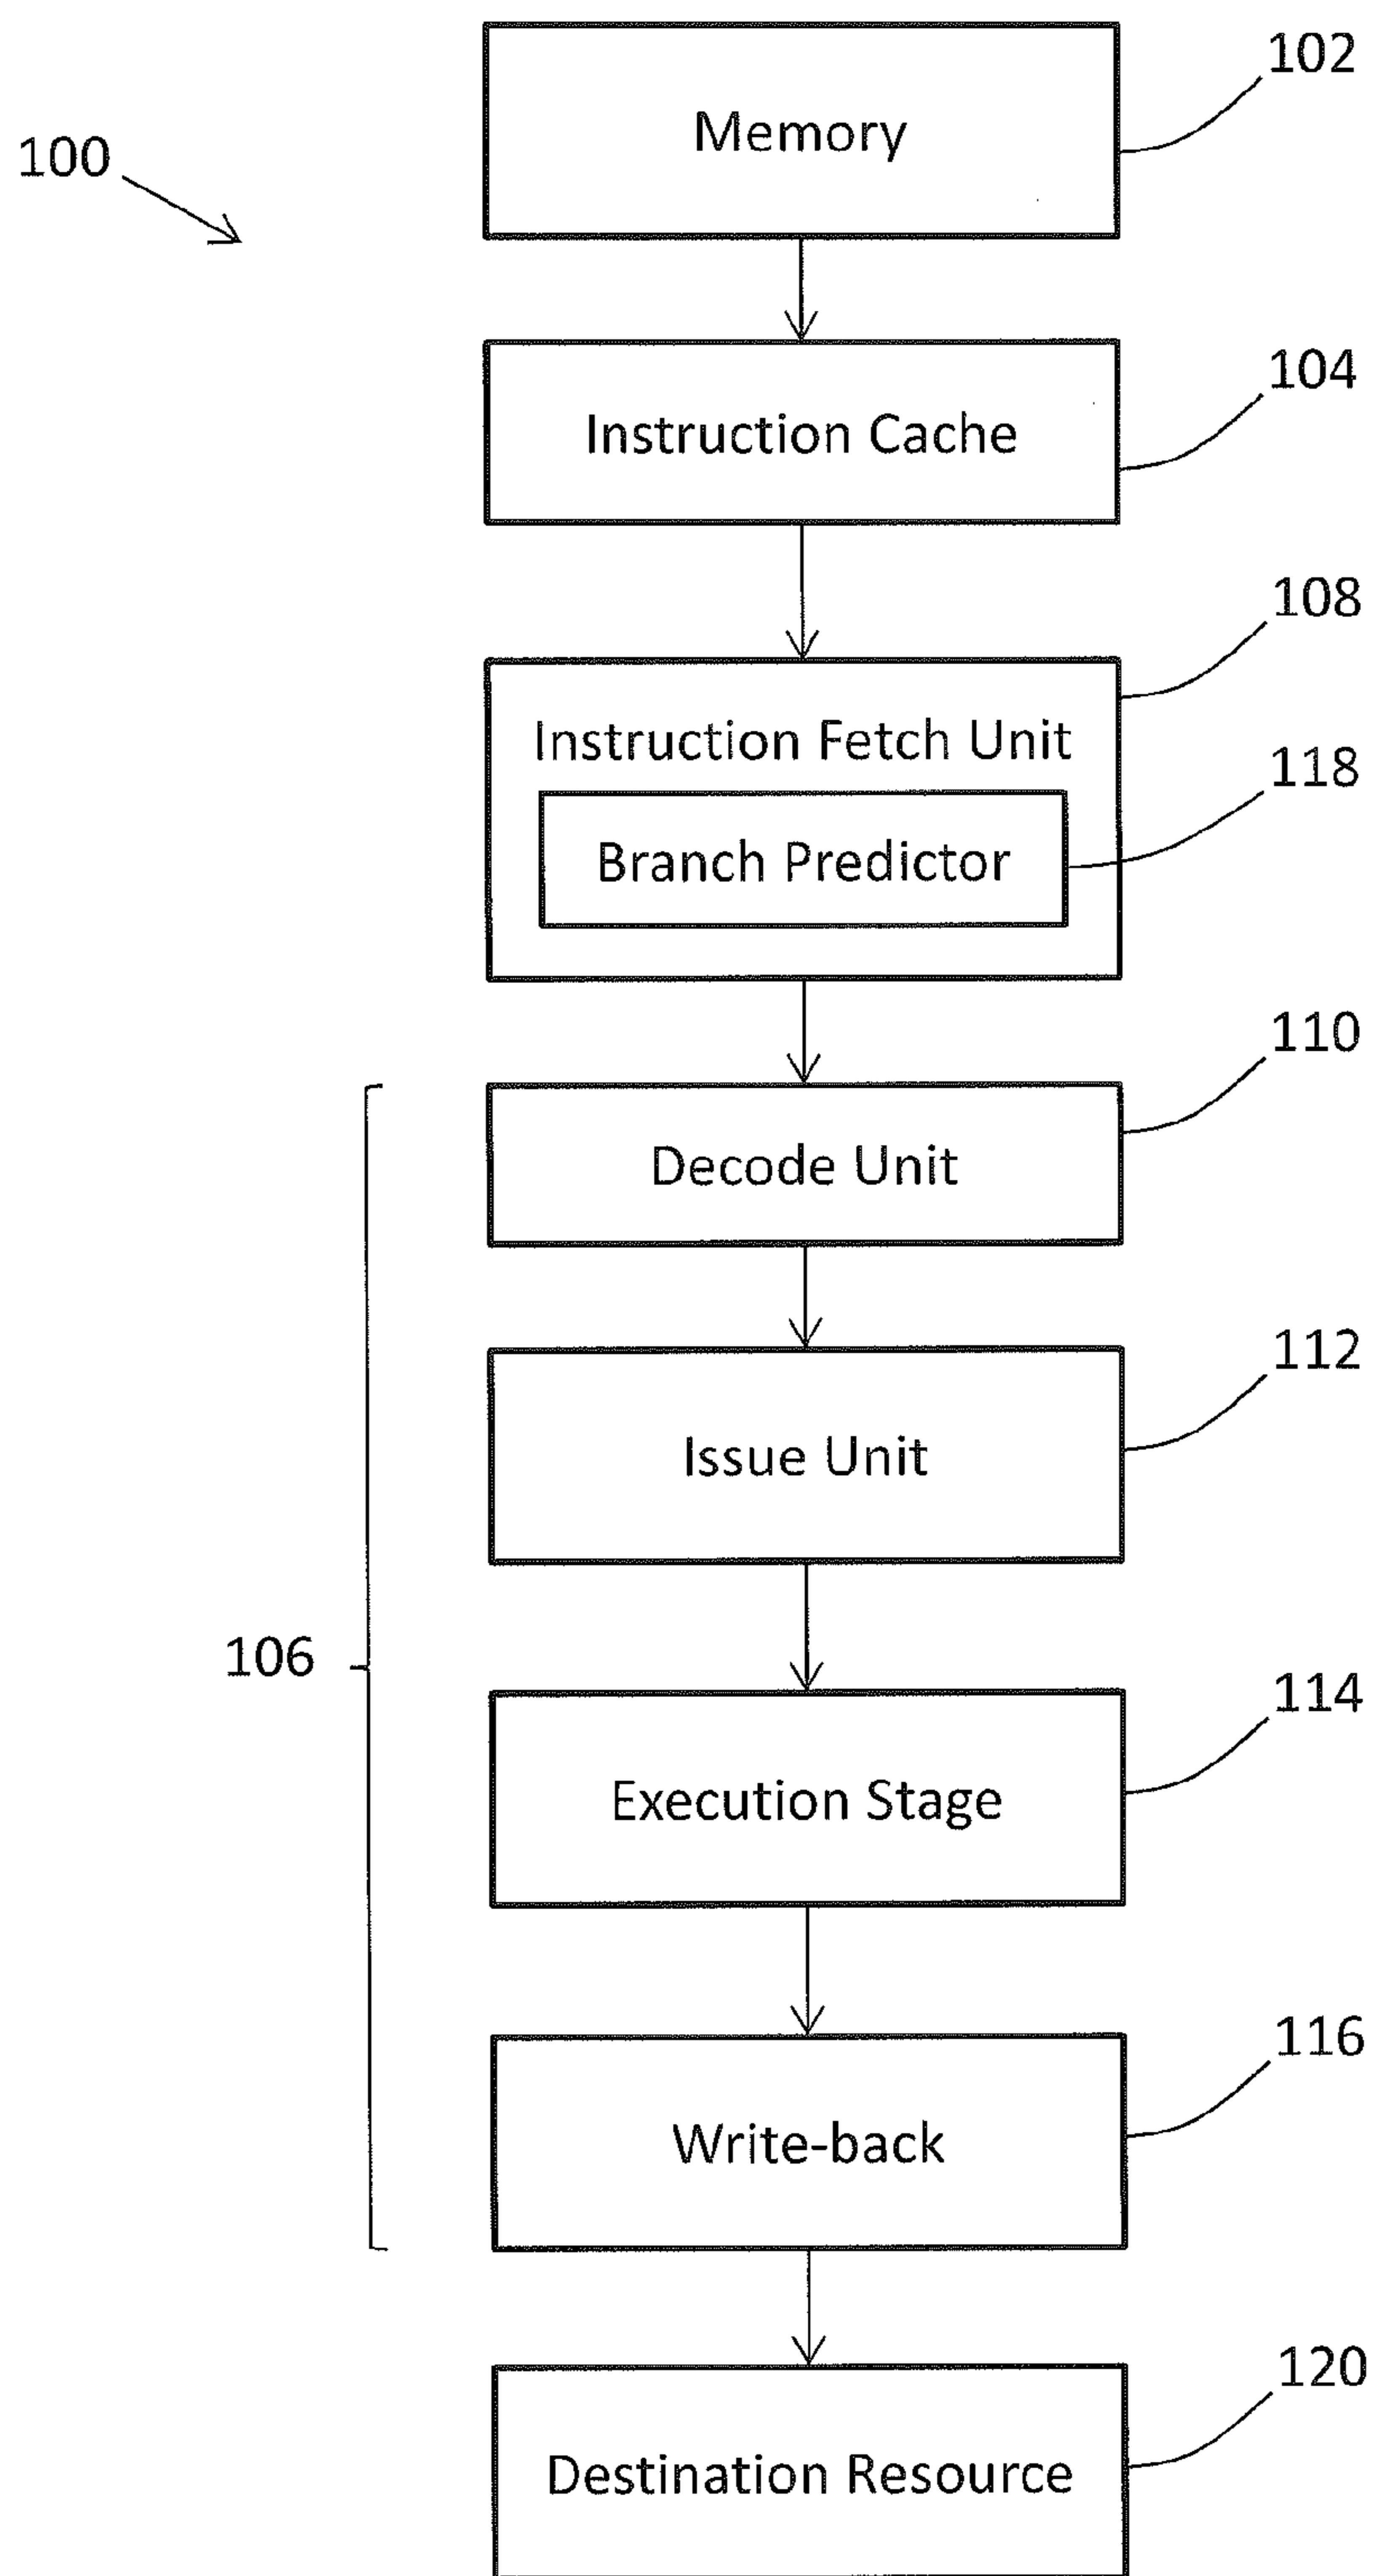 102
Memory
100
104
Instruction Cache
108
Instruction Fetch Unit
118
Branch Predictor
110
Decode Unit
112
Issue Unit
106
114
Execution Stage
116
Write-back
120
Destination Resource